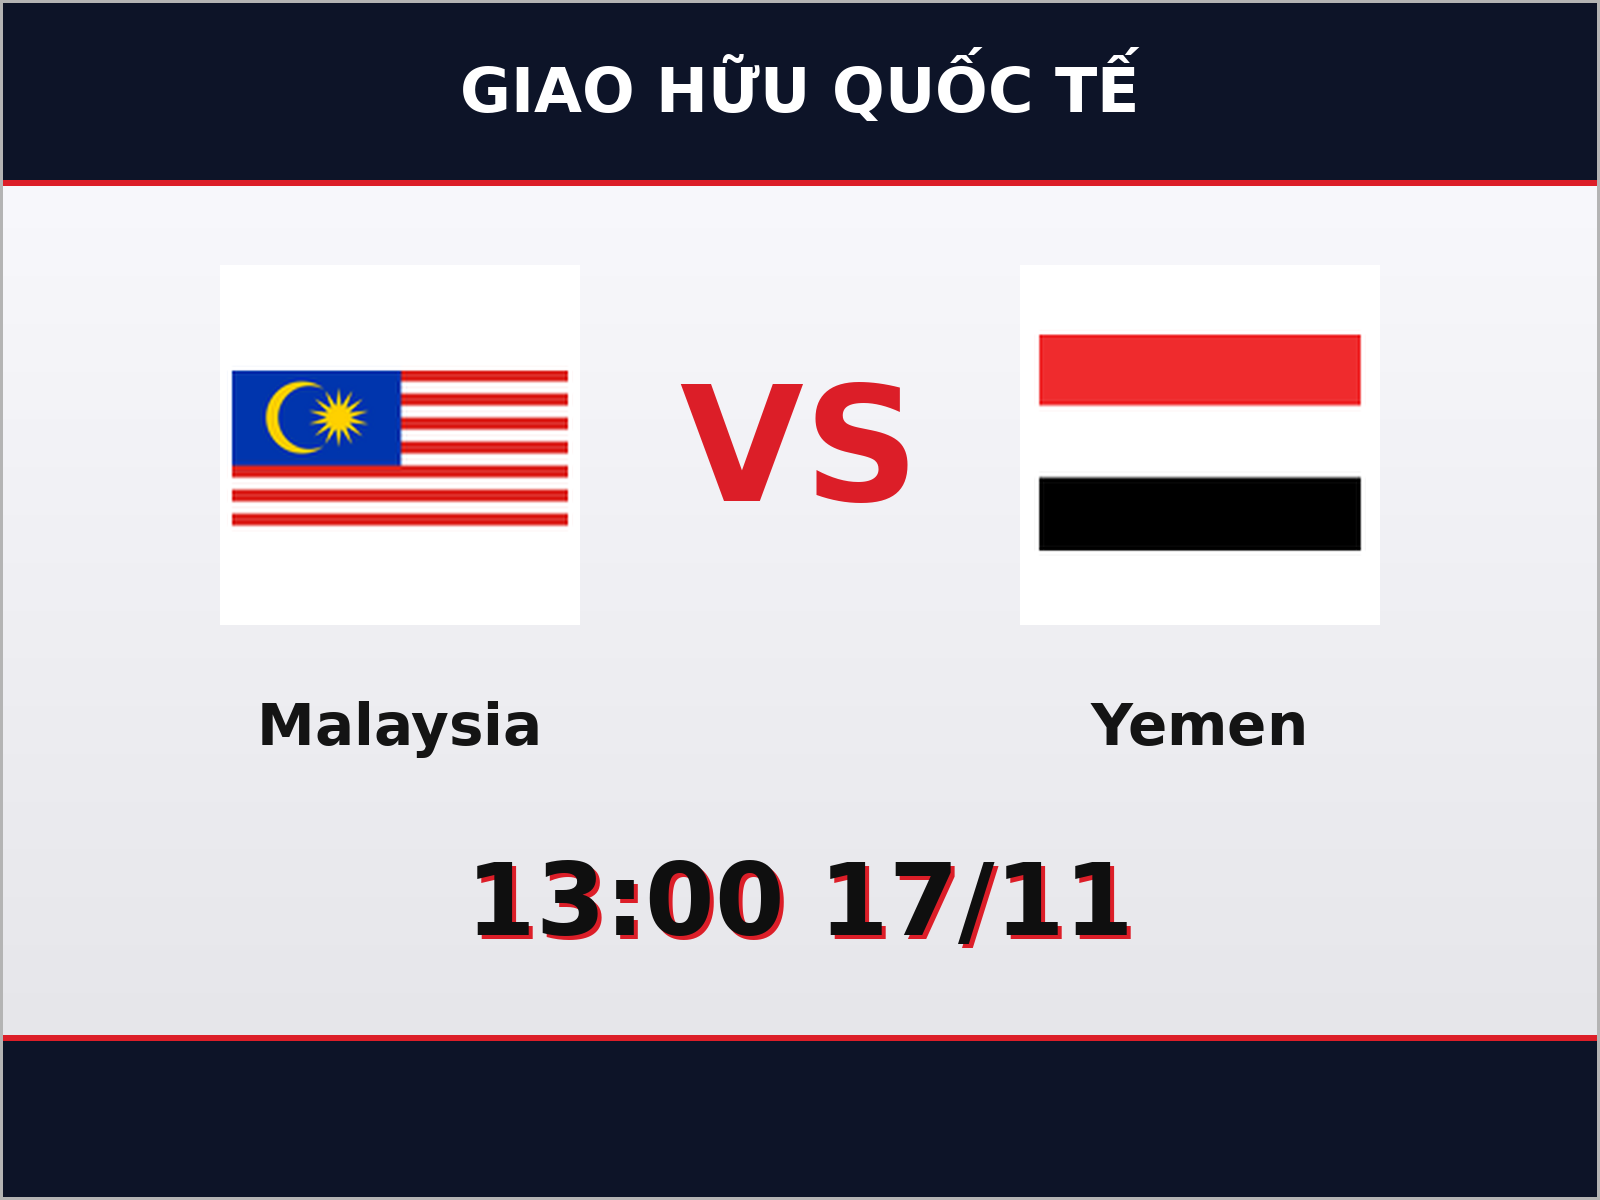 GIAO HỮU QUỐC TẾ
VS
Malaysia
Yemen
13:00 17/11